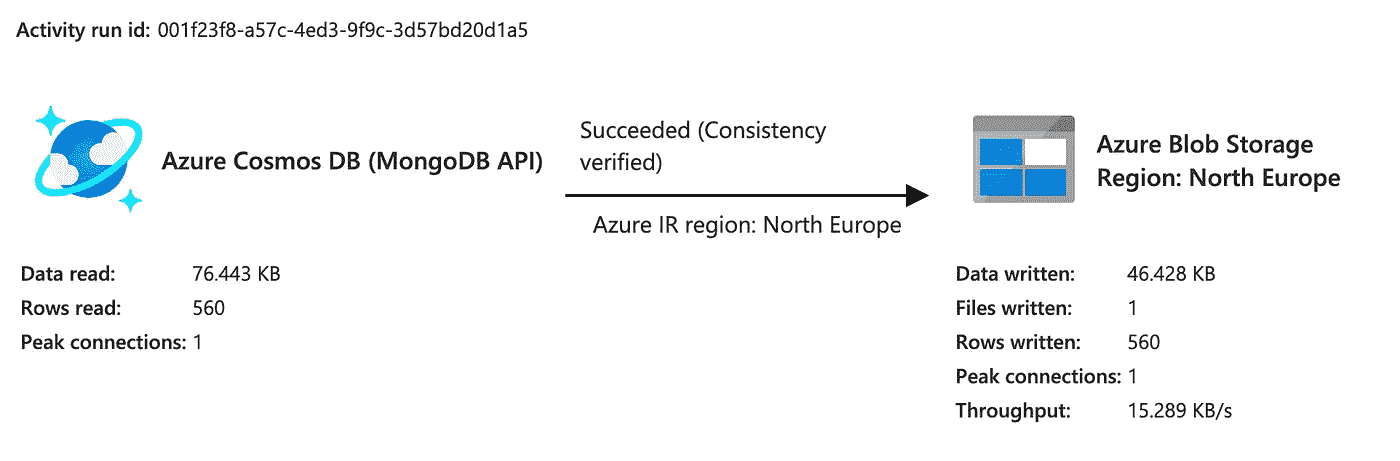 Activity run id: 001f23f8-a57c-4ed3-9f9c-3d57bd20d1a5
Azure Cosmos DB (MongoDB API)
Succeeded (Consistency
verified)
Azure IR region: North Europe
Azure Blob Storage
Region: North Europe
Data read: 76.443 KB
Rows read: 560
Peak connections: 1
Data written: 46.428 KB
Files written: 1
Rows written: 560
Peak connections: 1
Throughput: 15.289 KB/s